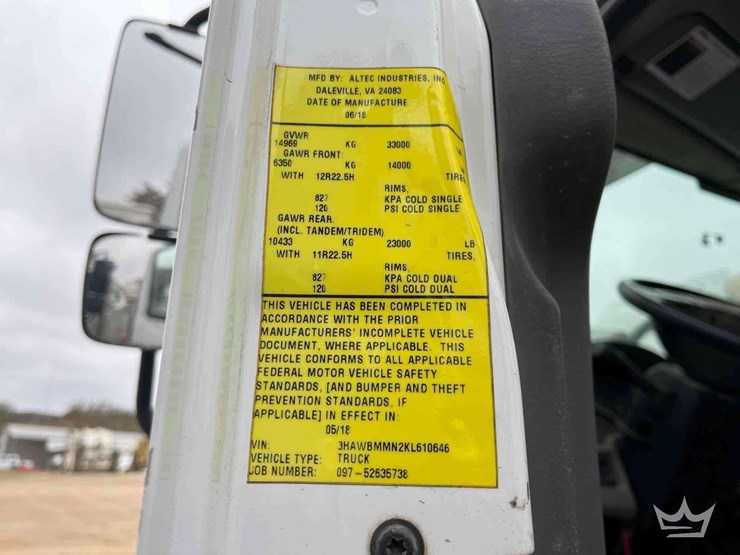 MFD BY: ALTEC INDUSTRIES, INC
DALEVILLE, VA 24083
DATE OF MANUFACTURE
06/18
GVWR
14969 KG 33000
GAWR FRONT:
6350 KG 14000
WITH 12R22.5H TIRES
RIMS,
827 KPA COLD SINGLE
120 PSI COLD SINGLE
GAWR REAR.
(INCL. TANDEM/TRIDEM)
10433 KG 23000 LB
WITH 11R22.5H TIRES.
RIMS,
827 KPA COLD DUAL
120 PSI COLD DUAL
THIS VEHICLE HAS BEEN COMPLETED IN
ACCORDANCE WITH THE PRIOR
MANUFACTURERS' INCOMPLETE VEHICLE
DOCUMENT, WHERE APPLICABLE. THIS
VEHICLE CONFORMS TO ALL APPLICABLE
FEDERAL MOTOR VEHICLE SAFETY
STANDARDS, [AND BUMPER AND THEFT
PREVENTION STANDARDS, IF
APPLICABLE] IN EFFECT IN:
05/18
VIN: 3HAWBMMN2KL610646
VEHICLE TYPE: TRUCK
JOB NUMBER: 097-52635738